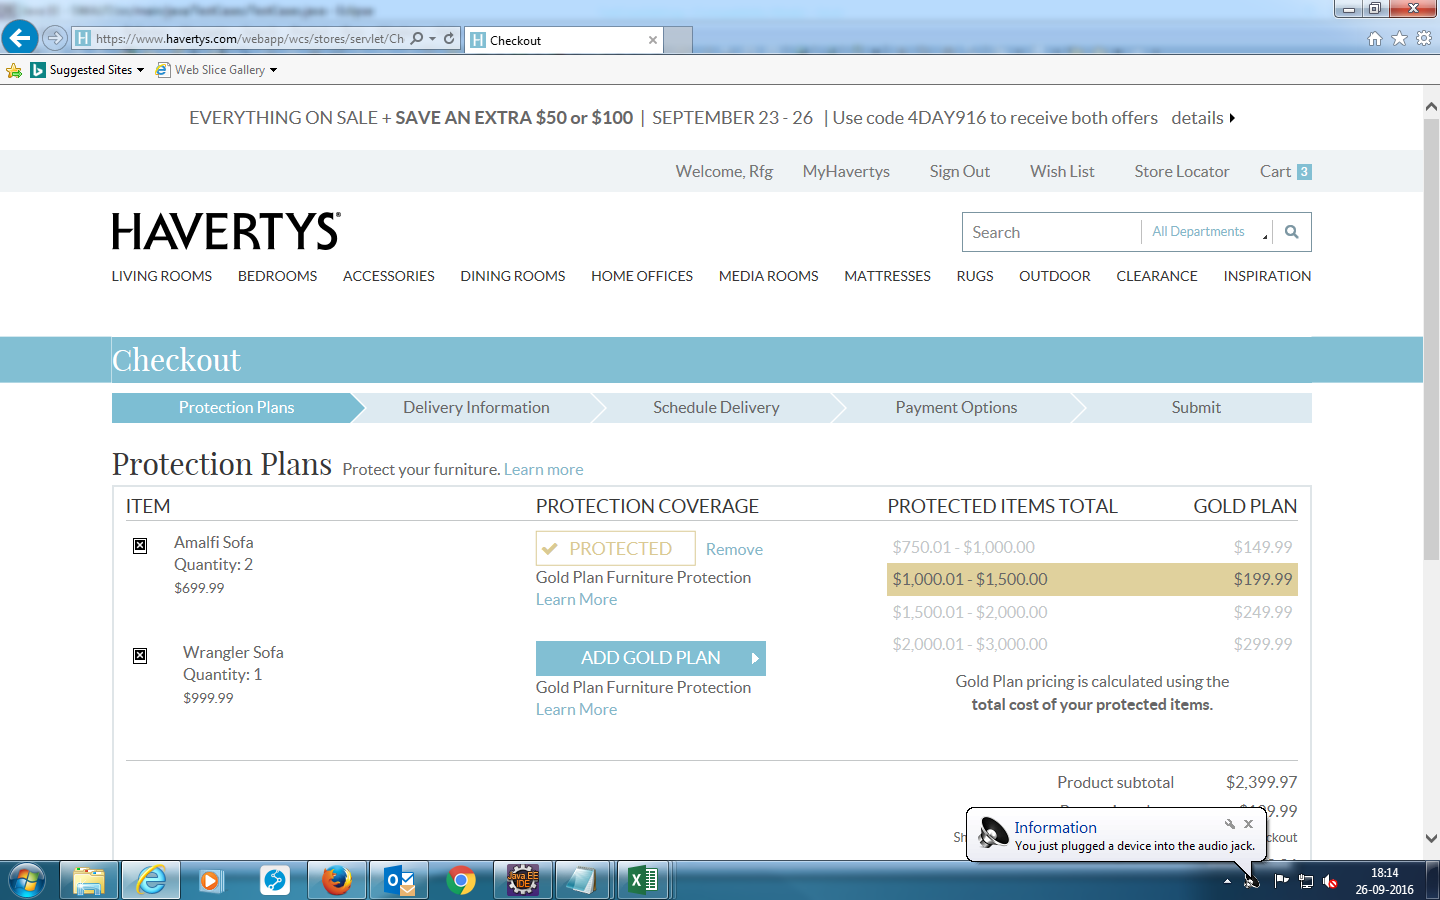 https://www.havertys.com/webapp/wcs/stores/servlet/Ch
Checkout
Suggested Sites
Web Slice Gallery
EVERYTHING ON SALE + SAVE AN EXTRA $50 or $100 | SEPTEMBER 23 - 26 | Use code 4DAY916 to receive both offers details
Welcome, Rfg MyHavertys Sign Out Wish List Store Locator Cart 3
HAVERTYS®
Search All Departments
LIVING ROOMS BEDROOMS ACCESSORIES DINING ROOMS HOME OFFICES MEDIA ROOMS MATTRESSES RUGS OUTDOOR CLEARANCE INSPIRATION
Checkout
Protection Plans Delivery Information Schedule Delivery Payment Options Submit
Protection Plans Protect your furniture. Learn more
ITEM PROTECTION COVERAGE PROTECTED ITEMS TOTAL GOLD PLAN
Amalfi Sofa
Quantity: 2
$699.99
PROTECTED Remove
Gold Plan Furniture Protection
Learn More
Wrangler Sofa
Quantity: 1
$999.99
ADD GOLD PLAN
Gold Plan Furniture Protection
Learn More
$750.01 - $1,000.00 $149.99
$1,000.01 - $1,500.00 $199.99
$1,500.01 - $2,000.00 $249.99
$2,000.01 - $3,000.00 $299.99
Gold Plan pricing is calculated using the
total cost of your protected items.
Product subtotal $2,399.97
Information
You just plugged a device into the audio jack.
Java EE
IDE
18:14
26-09-2016